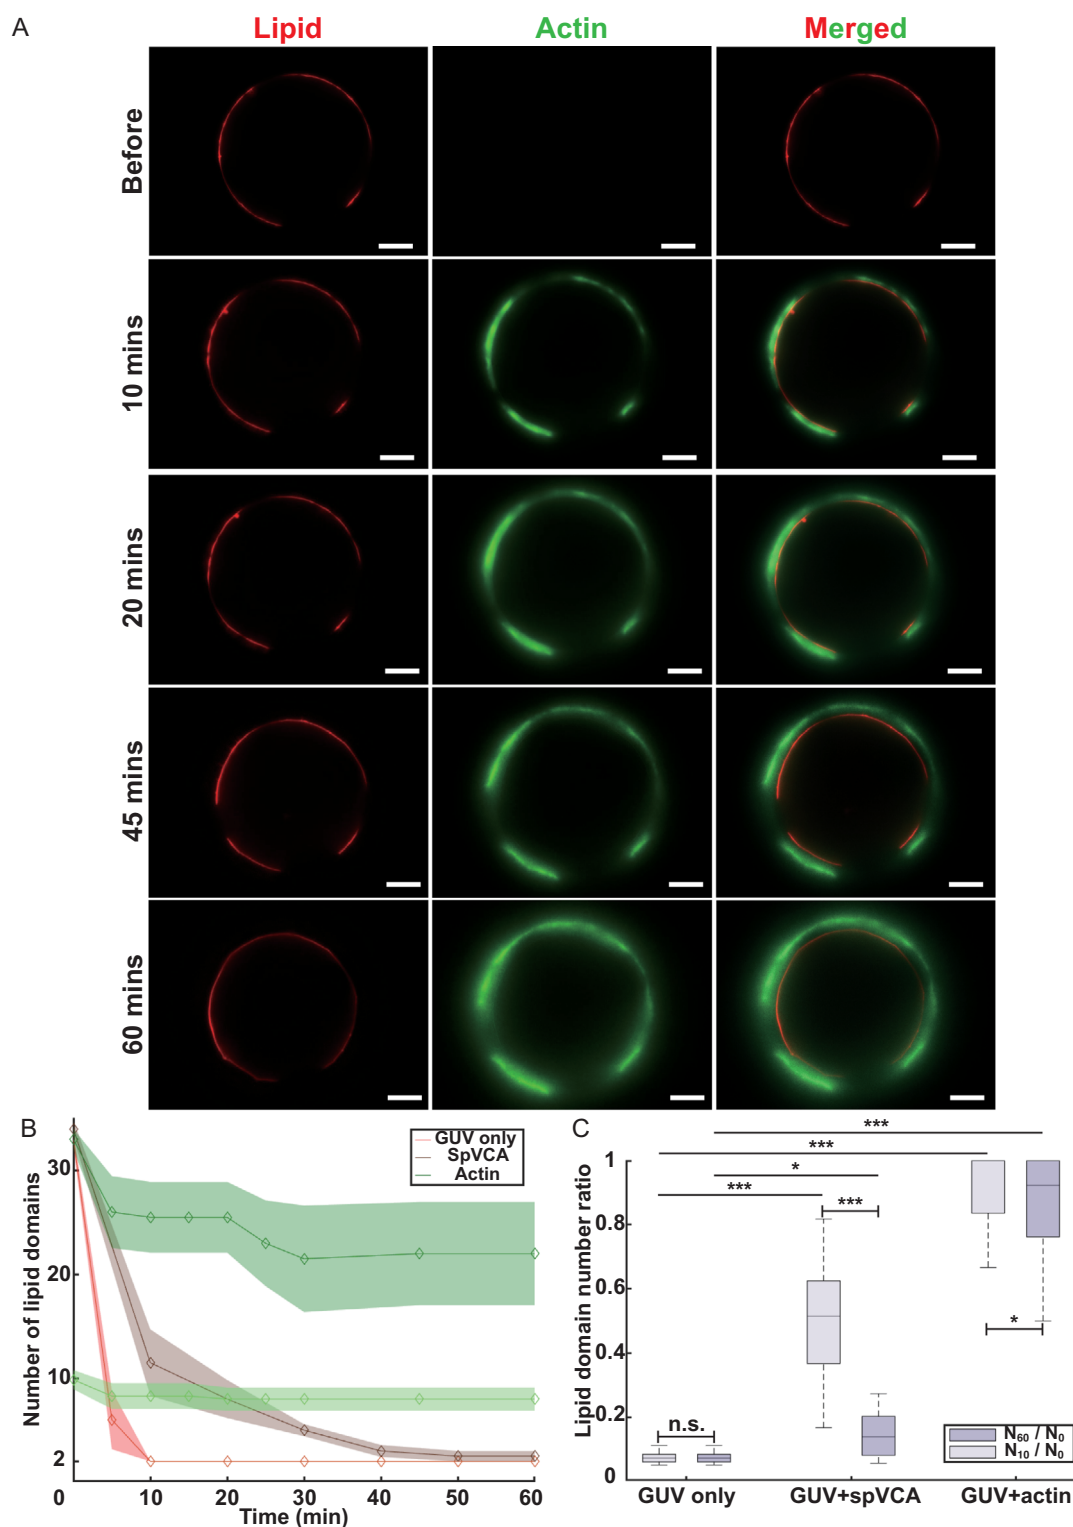 A
Lipid
Actin
Merged
Before
10 mins
20 mins
45 mins
60 mins
B
GUV only
SpVCA
Actin
30
20
10
2
0
10
20
30
40
50
60
Number of lipid domains
Time (min)
C
***
***
*
***
***
n.s.
*
1
0.8
0.6
0.4
0.2
0
Lipid domain number ratio
N60 / N0
N10 / N0
GUV only
GUV+spVCA
GUV+actin